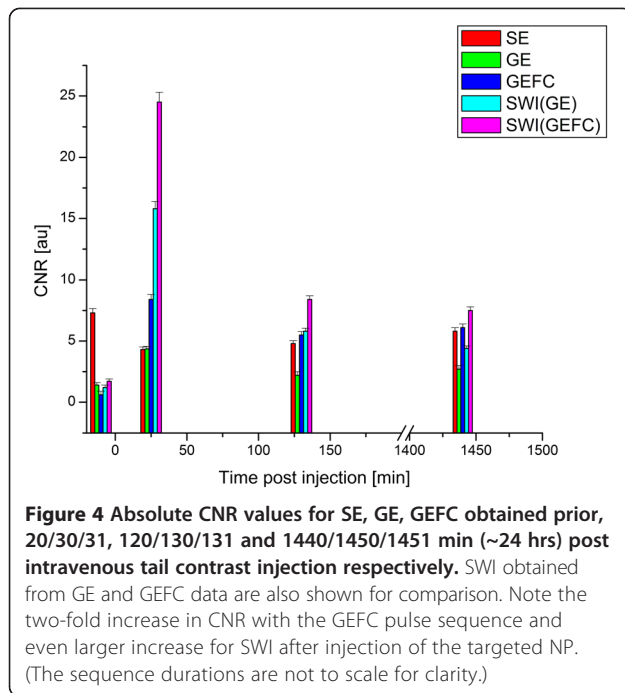 SE
GE
GEFC
SWI(GE)
SWI(GEFC)
25
20
15
10
5
0
CNR [au]
0 50 100 150 1400 1450 1500
Time post injection [min]
Figure 4 Absolute CNR values for SE, GE, GEFC obtained prior,
20/30/31, 120/130/131 and 1440/1450/1451 min (~24 hrs) post
intravenous tail contrast injection respectively. SWI obtained
from GE and GEFC data are also shown for comparison. Note the
two-fold increase in CNR with the GEFC pulse sequence and
even larger increase for SWI after injection of the targeted NP.
(The sequence durations are not to scale for clarity.)